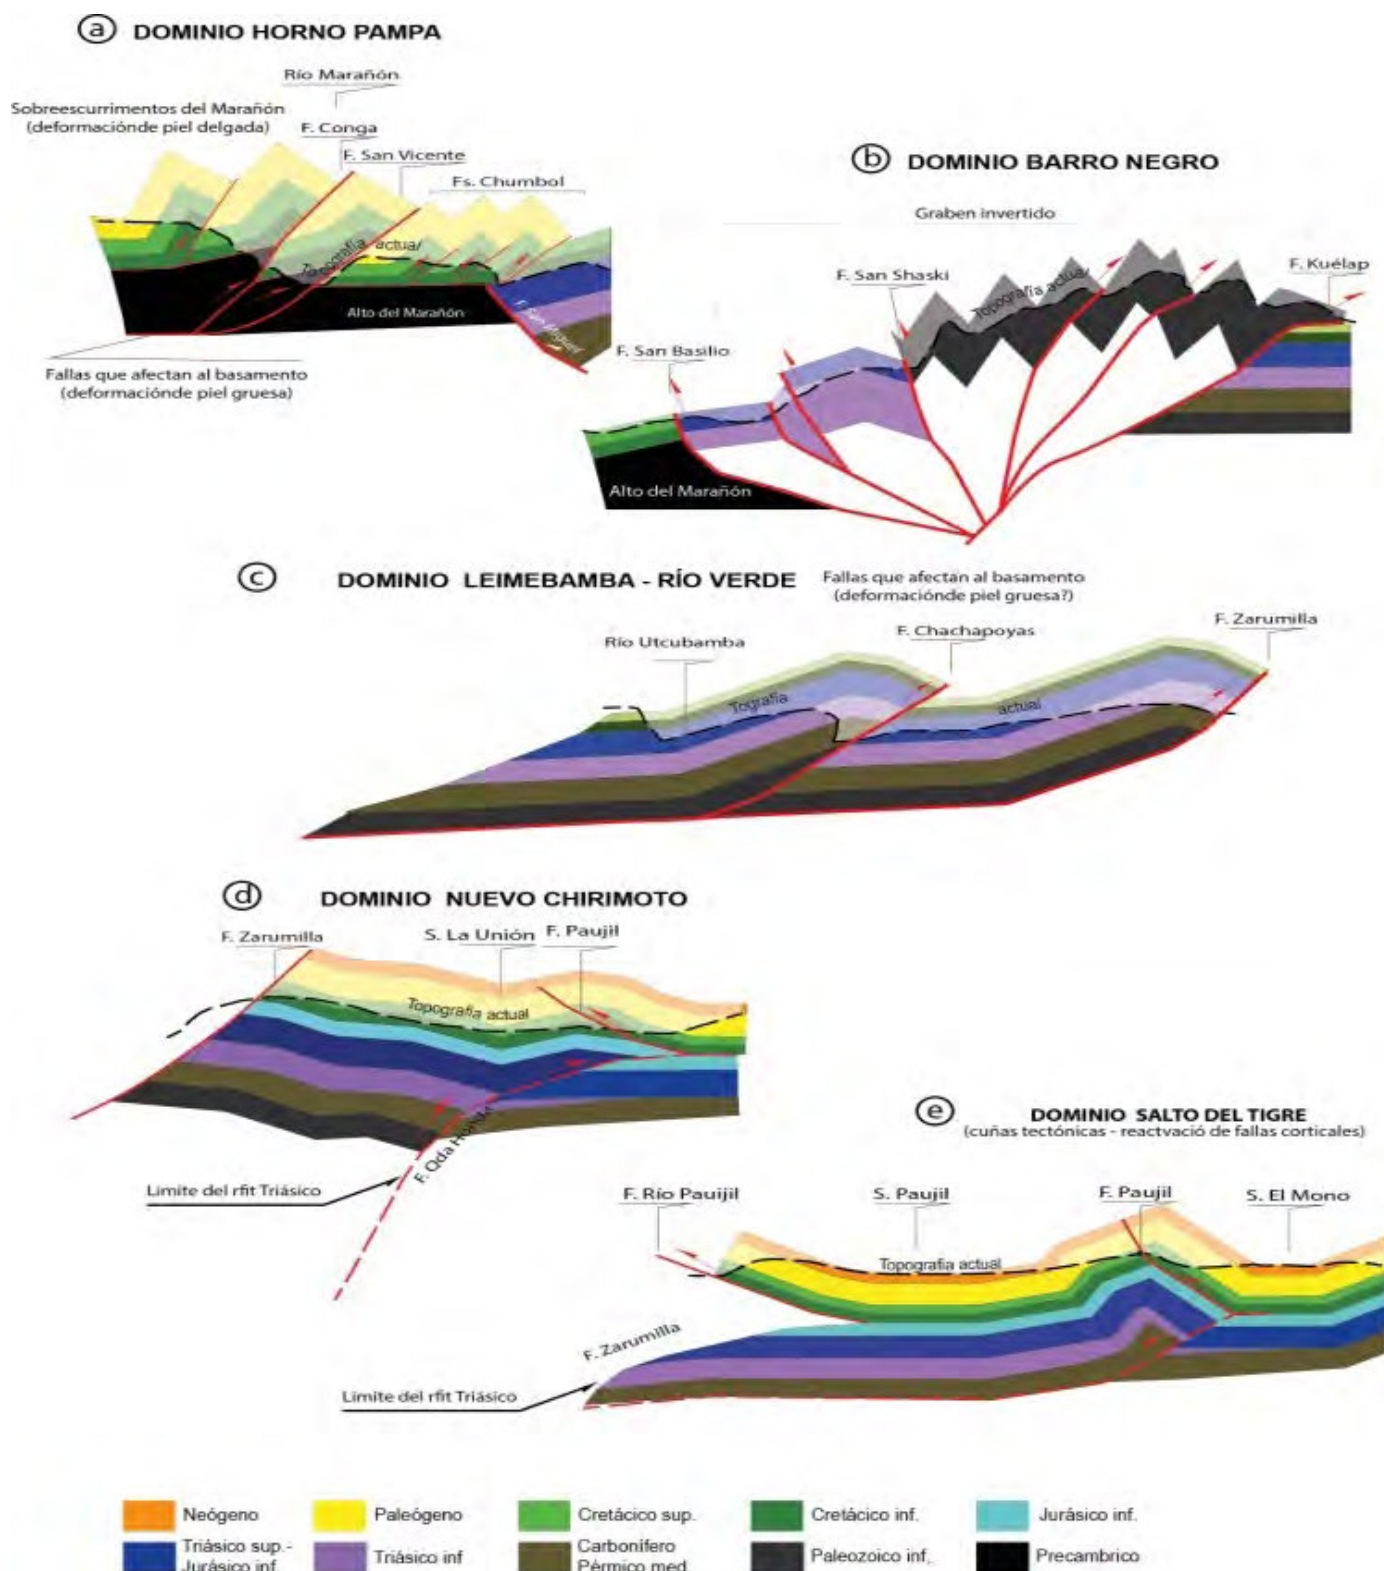 a DOMINIO HORNO PAMPA
Río Marañón
Sobreescurrimentos del Marañón
(deformaciónde piel delgada)
F. Conga
F. San Vicente
Fs. Chumbol
Topografía actual
Alto del Marañón
F. San Miguel
Fallas que afectan al basamento
(deformaciónde piel gruesa)
b DOMINIO BARRO NEGRO
Graben invertido
F. San Shaski
F. Kuélap
Topografía actual
F. San Basilio
Alto del Marañón
c DOMINIO LEIMEBAMBA - RÍO VERDE
Fallas que afectan al basamento
(deformaciónde piel gruesa?)
Río Utcubamba
F. Chachapoyas
F. Zarumilla
Tografía actual
d DOMINIO NUEVO CHIRIMOTO
F. Zarumilla
S. La Unión
F. Paujil
Topografía actual
F. Qda Honda
Limite del rfit Triásico
e DOMINIO SALTO DEL TIGRE
(cuñas tectónicas - reactvació de fallas corticales)
F. Río Pauijil
S. Paujil
F. Paujil
S. El Mono
Topografia actual
F. Zarumilla
Limite del rfit Triásico
Neógeno
Paleógeno
Cretácico sup.
Cretácico inf.
Jurásico inf.
Triásico sup.-
Jurásico inf.
Triásico inf
Carbonífero
Pérmico med
Paleozoico inf.
Precambrico